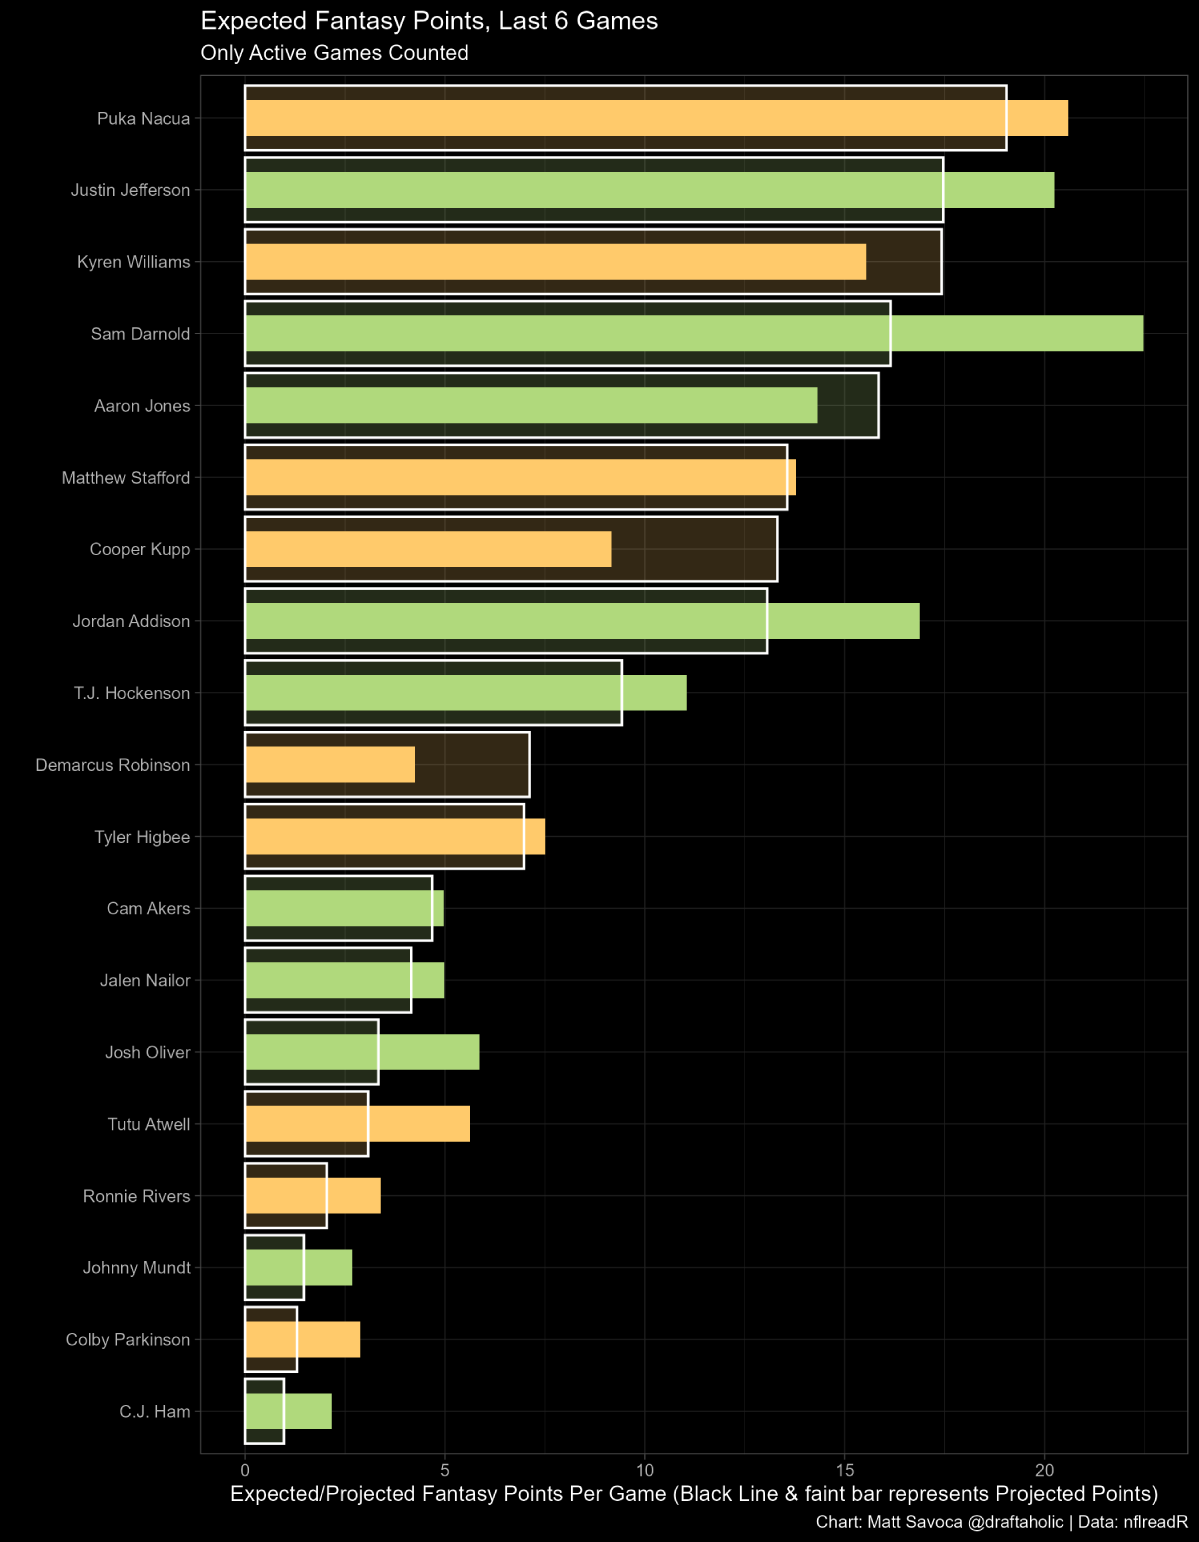 Expected Fantasy Points, Last 6 Games
Only Active Games Counted
Puka Nacua
Justin Jefferson
Kyren Williams
Sam Darnold
Aaron Jones
Matthew Stafford
Cooper Kupp
Jordan Addison
T.J. Hockenson
Demarcus Robinson
Tyler Higbee
Cam Akers
Jalen Nailor
Josh Oliver
Tutu Atwell
Ronnie Rivers
Johnny Mundt
Colby Parkinson
C.J. Ham
0 5 10 15 20
Expected/Projected Fantasy Points Per Game (Black Line & faint bar represents Projected Points)
Chart: Matt Savoca @draftaholic | Data: nflreadR